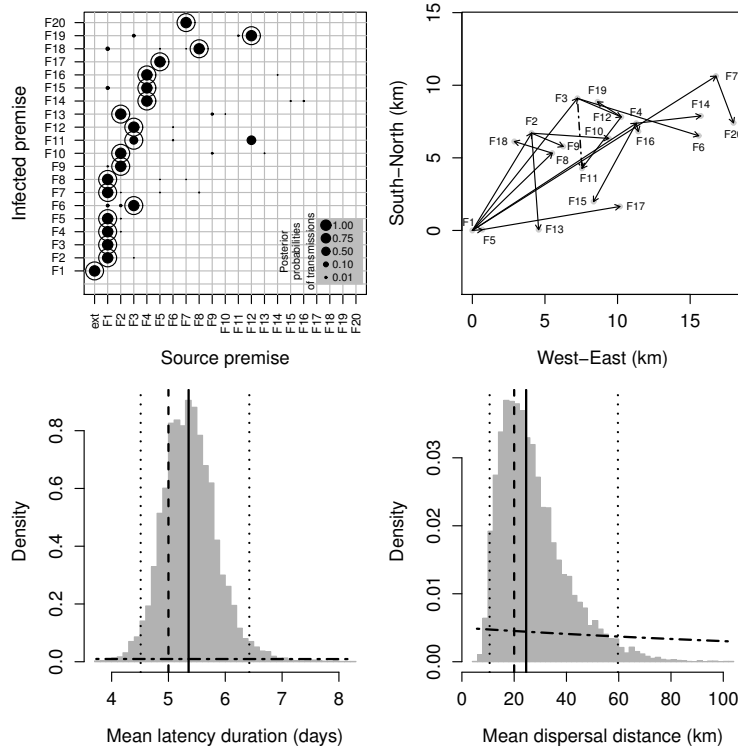 F20
F19
F18
F17
F16
F15
F14
F13
F12
F11
F10
F9
F8
F7
F6
F5
F4
F3
F2
F1
Infected premise
Posterior
probabilities
of transmissions
1.00
0.75
0.50
0.10
0.01
ext F1 F2 F3 F4 F5 F6 F7 F8 F9 F10 F11 F12 F13 F14 F15 F16 F17 F18 F19 F20
Source premise
15
10
5
0
South−North (km)
F7
F3
F19
F4
F14
F2
F12
F20
F10
F16
F18
F9
F6
F8
F11
F15
F17
F1
F5
F13
0 5 10 15
West−East (km)
0.8
0.6
0.4
0.2
0.0
Density
4 5 6 7 8
Mean latency duration (days)
0.03
0.02
0.01
0.00
Density
0 20 40 60 80 100
Mean dispersal distance (km)